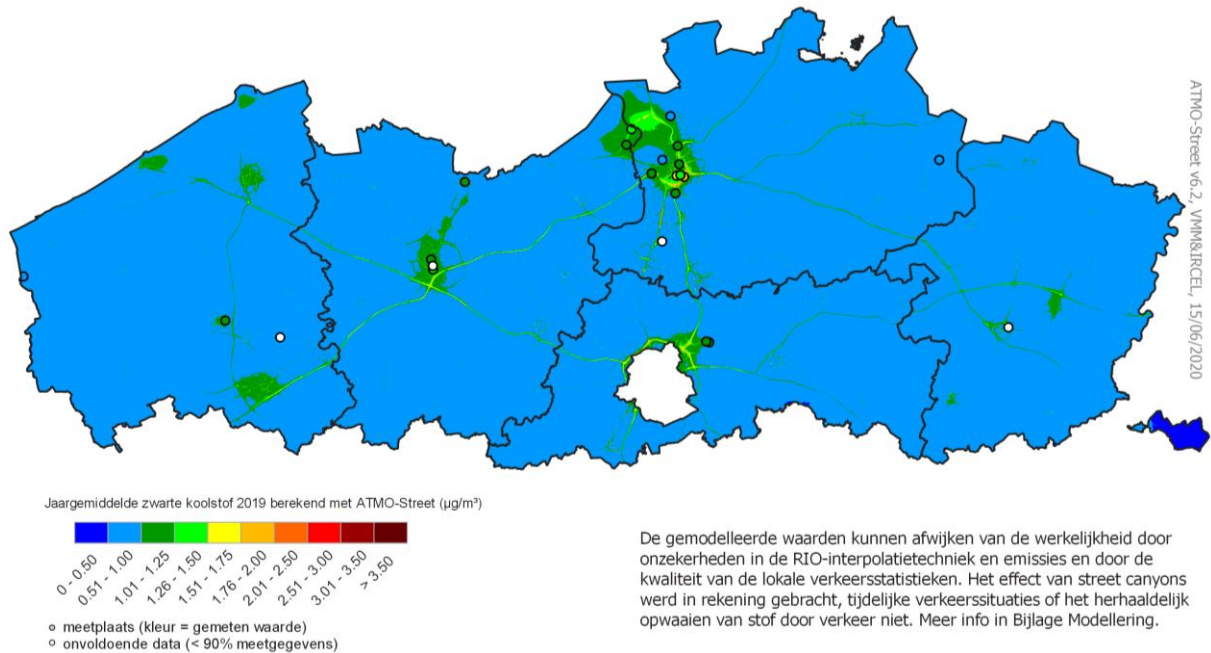 ATMO-Street v6.2, VMM&IRCEL, 15/06/2020
Jaargemiddelde zwarte koolstof 2019 berekend met ATMO-Street (µg/m³)
0 - 0.50
0.51 - 1.00
1.01 - 1.25
1.26 - 1.50
1.51 - 1.75
1.76 - 2.00
2.01 - 2.50
2.51 - 3.00
3.01 - 3.50
> 3.50
meetplaats (kleur = gemeten waarde)
onvoldoende data (< 90% meetgegevens)
De gemodelleerde waarden kunnen afwijken van de werkelijkheid door
onzekerheden in de RIO-interpolatietechniek en emissies en door de
kwaliteit van de lokale verkeersstatistieken. Het effect van street canyons
werd in rekening gebracht, tijdelijke verkeerssituaties of het herhaaldelijk
opwaaien van stof door verkeer niet. Meer info in Bijlage Modellering.